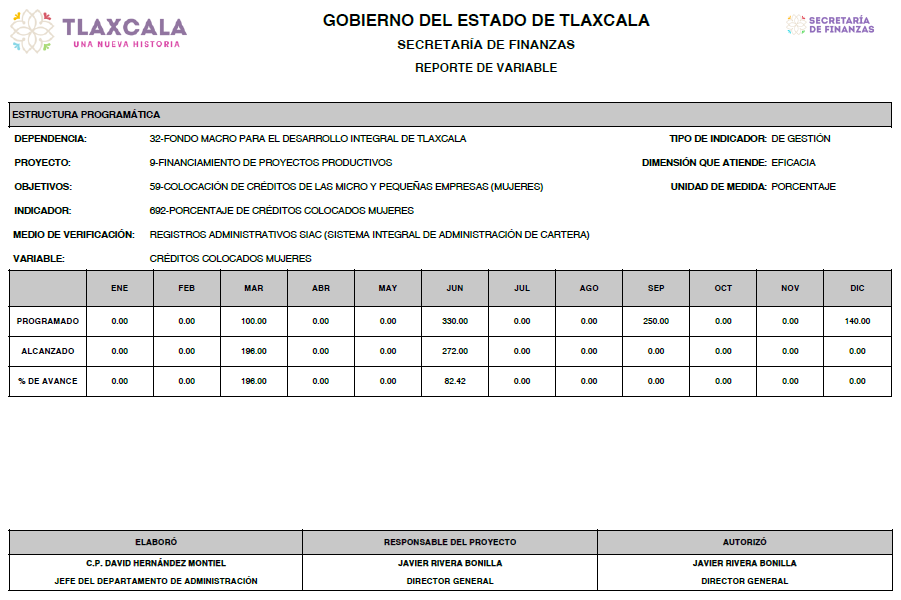 TLAXCALA
UNA NUEVA HISTORIA
GOBIERNO DEL ESTADO DE TLAXCALA
SECRETARÍA DE FINANZAS
REPORTE DE VARIABLE
SECRETARÍA
DE FINANZAS
ESTRUCTURA PROGRAMÁTICA
DEPENDENCIA: 32-FONDO MACRO PARA EL DESARROLLO INTEGRAL DE TLAXCALA TIPO DE INDICADOR: DE GESTIÓN
PROYECTO: 9-FINANCIAMIENTO DE PROYECTOS PRODUCTIVOS DIMENSIÓN QUE ATIENDE: EFICACIA
OBJETIVOS: 59-COLOCACIÓN DE CRÉDITOS DE LAS MICRO Y PEQUEÑAS EMPRESAS (MUJERES) UNIDAD DE MEDIDA: PORCENTAJE
INDICADOR: 692-PORCENTAJE DE CRÉDITOS COLOCADOS MUJERES
MEDIO DE VERIFICACIÓN: REGISTROS ADMINISTRATIVOS SIAC (SISTEMA INTEGRAL DE ADMINISTRACIÓN DE CARTERA)
VARIABLE: CRÉDITOS COLOCADOS MUJERES
ENE FEB MAR ABR MAY JUN JUL AGO SEP OCT NOV DIC
PROGRAMADO 0.00 0.00 100.00 0.00 0.00 330.00 0.00 0.00 250.00 0.00 0.00 140.00
ALCANZADO 0.00 0.00 196.00 0.00 0.00 272.00 0.00 0.00 0.00 0.00 0.00 0.00
% DE AVANCE 0.00 0.00 196.00 0.00 0.00 82.42 0.00 0.00 0.00 0.00 0.00 0.00
ELABORÓ RESPONSABLE DEL PROYECTO AUTORIZÓ
C.P. DAVID HERNÁNDEZ MONTIEL JAVIER RIVERA BONILLA JAVIER RIVERA BONILLA
JEFE DEL DEPARTAMENTO DE ADMINISTRACIÓN DIRECTOR GENERAL DIRECTOR GENERAL